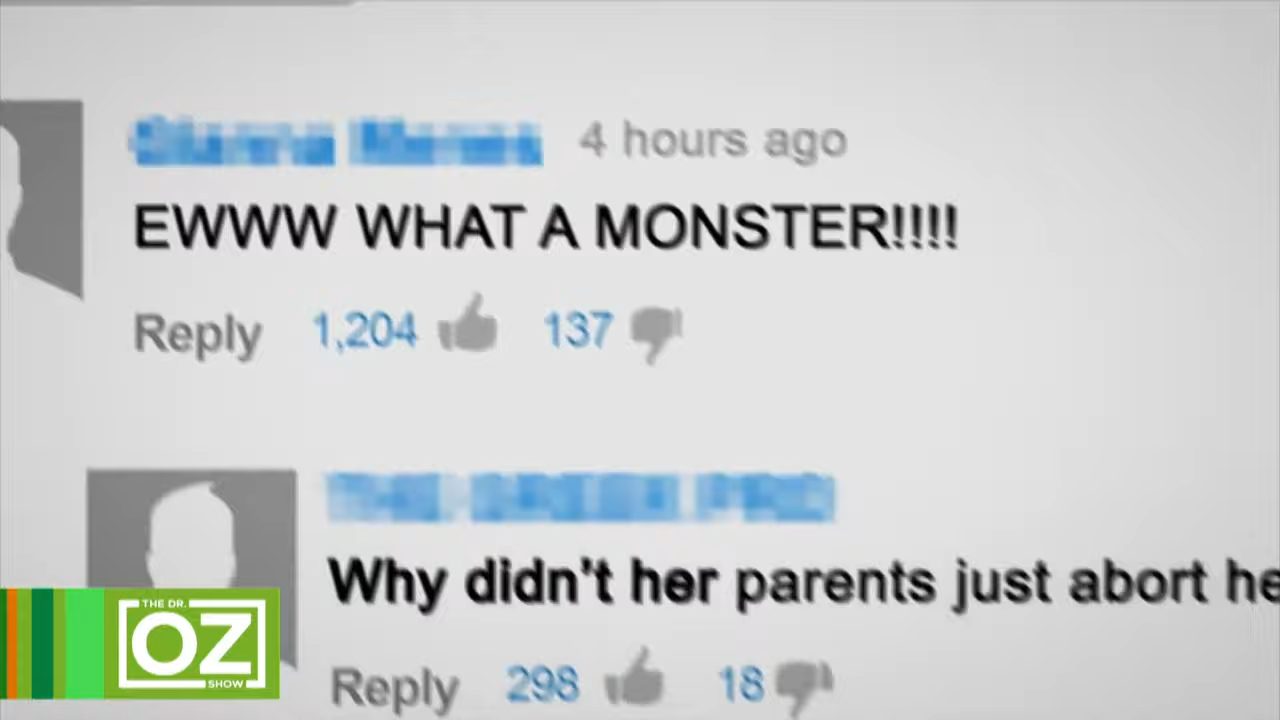 4 hours ago
EWWW WHAT A MONSTER!!!!
Reply 1,204 137
Why didn't her parents just abort he
Reply 298 18
THE DR.
OZ
SHOW